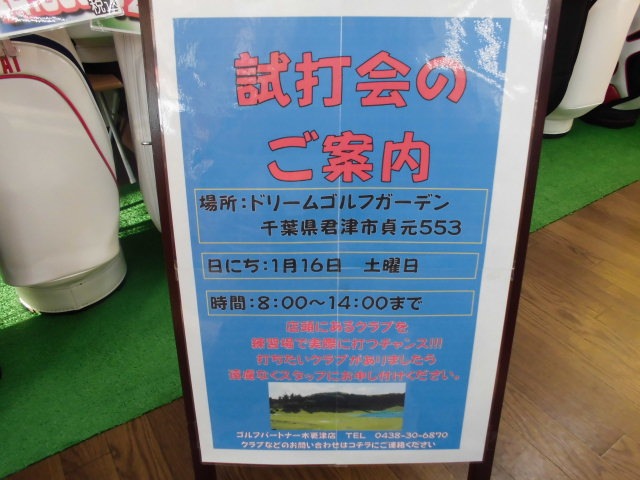 税込
試打会の
ご案内
場所:ドリームゴルフガーデン
千葉県君津市貞元553
日にち:1月16日 土曜日
時間:8:00~14:00まで
店頭にあるクラブを
練習場で実際に打つチャンス!!!
打ちたいクラブがありましたら
遠慮なくスタッフにお申し付けください。
ゴルフパートナー木更津店 TEL 0438-30-6870
クラブなどのお問い合わせはコチラにご連絡ください